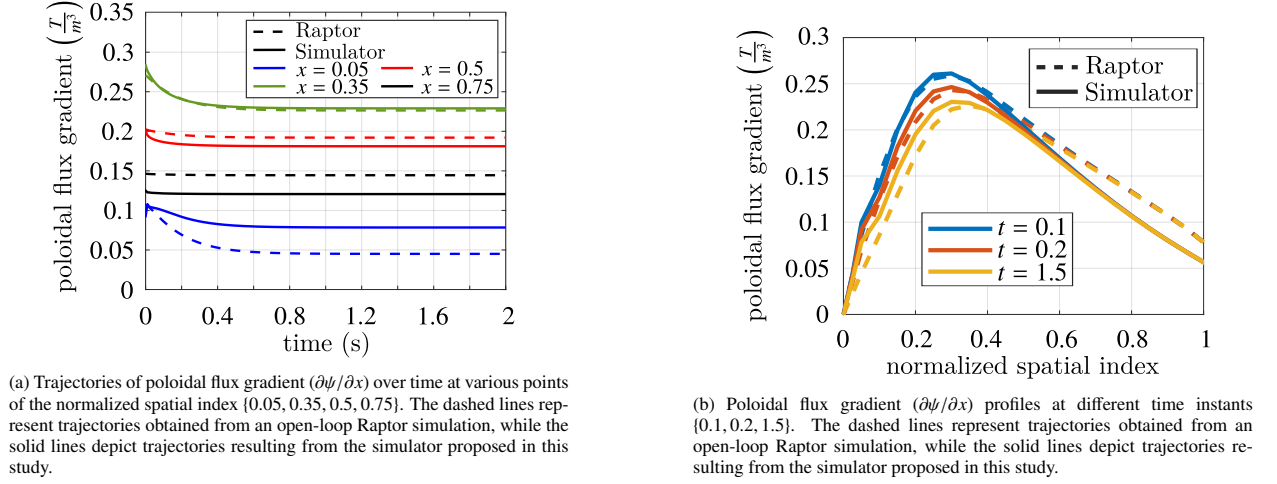 0.35
0.3
0.25
0.2
0.15
0.1
0.05
0
poloidal flux gradient (T/m³)
Raptor
Simulator
x = 0.05
x = 0.5
x = 0.35
x = 0.75
0 0.4 0.8 1.2 1.6 2
time (s)
(a) Trajectories of poloidal flux gradient (∂ψ/∂x) over time at various points
of the normalized spatial index {0.05, 0.35, 0.5, 0.75}. The dashed lines rep-
resent trajectories obtained from an open-loop Raptor simulation, while the
solid lines depict trajectories resulting from the simulator proposed in this
study.
0.3
0.25
0.2
0.15
0.1
0.05
0
poloidal flux gradient (T/m³)
Raptor
Simulator
t = 0.1
t = 0.2
t = 1.5
0 0.2 0.4 0.6 0.8 1
normalized spatial index
(b) Poloidal flux gradient (∂ψ/∂x) profiles at different time instants
{0.1, 0.2, 1.5}. The dashed lines represent trajectories obtained from an
open-loop Raptor simulation, while the solid lines depict trajectories re-
sulting from the simulator proposed in this study.